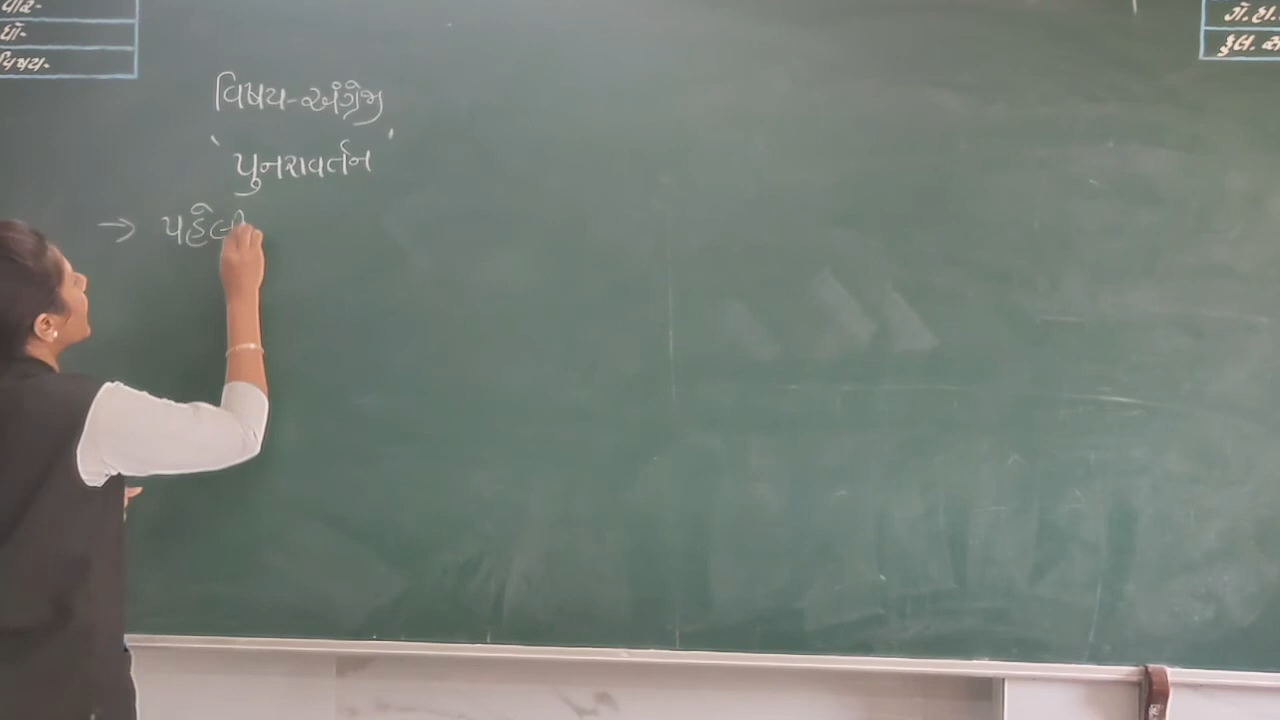 વાર-
ધો-
વિષય-
ગે. હા.
કુલ.
વિષય-અંગ્રેજી
'પુનરાવર્તન'
→ પહેલી